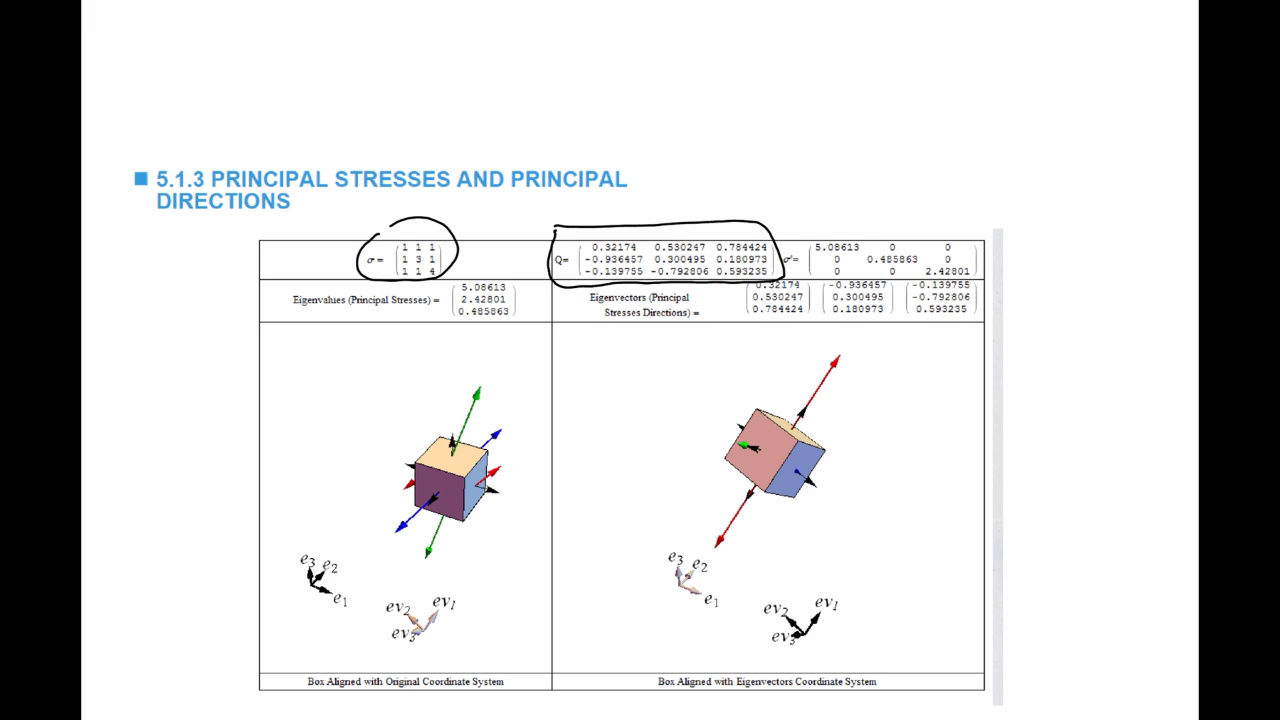 5.1.3 PRINCIPAL STRESSES AND PRINCIPAL
DIRECTIONS
σ = ( 1 1 1
1 3 1
1 1 4 )
Q= ( 0.32174 0.530247 0.784424
-0.936457 0.300495 0.180973
-0.139755 -0.792806 0.593235 )
σ'= ( 5.08613 0 0
0 0.485863 0
0 0 2.42801 )
Eigenvalues (Principal Stresses) = ( 5.08613
2.42801
0.485863 )
Eigenvectors (Principal
Stresses Directions) =
( 0.32174
0.530247
0.784424 )
( -0.936457
0.300495
0.180973 )
( -0.139755
-0.792806
0.593235 )
e3
e2
e1
ev2
ev1
ev3
e3
e2
e1
ev2
ev1
ev3
Box Aligned with Original Coordinate System
Box Aligned with Eigenvectors Coordinate System